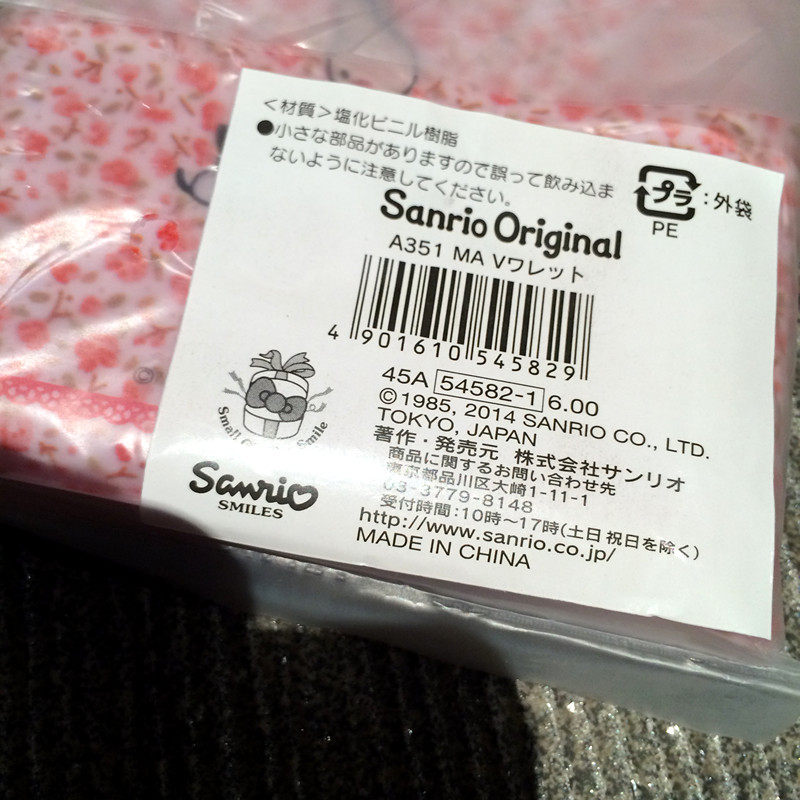 ＜材質＞塩化ビニル樹脂
●小さな部品がありますので誤って飲み込ま
ないように注意してください。
プラ：外袋
PE
Sanrio Original
A351 MA Vワレット
4 901610 545829
45A 54582-1 6.00
©1985, 2014 SANRIO CO., LTD.
TOKYO, JAPAN
著作・発売元 株式会社サンリオ
商品に関するお問い合わせ先
東京都品川区大崎1-11-1
03-3779-8148
受付時間：10時～17時(土日祝日を除く)
http://www.sanrio.co.jp/
MADE IN CHINA
Small Smile
Sanrio
SMILES